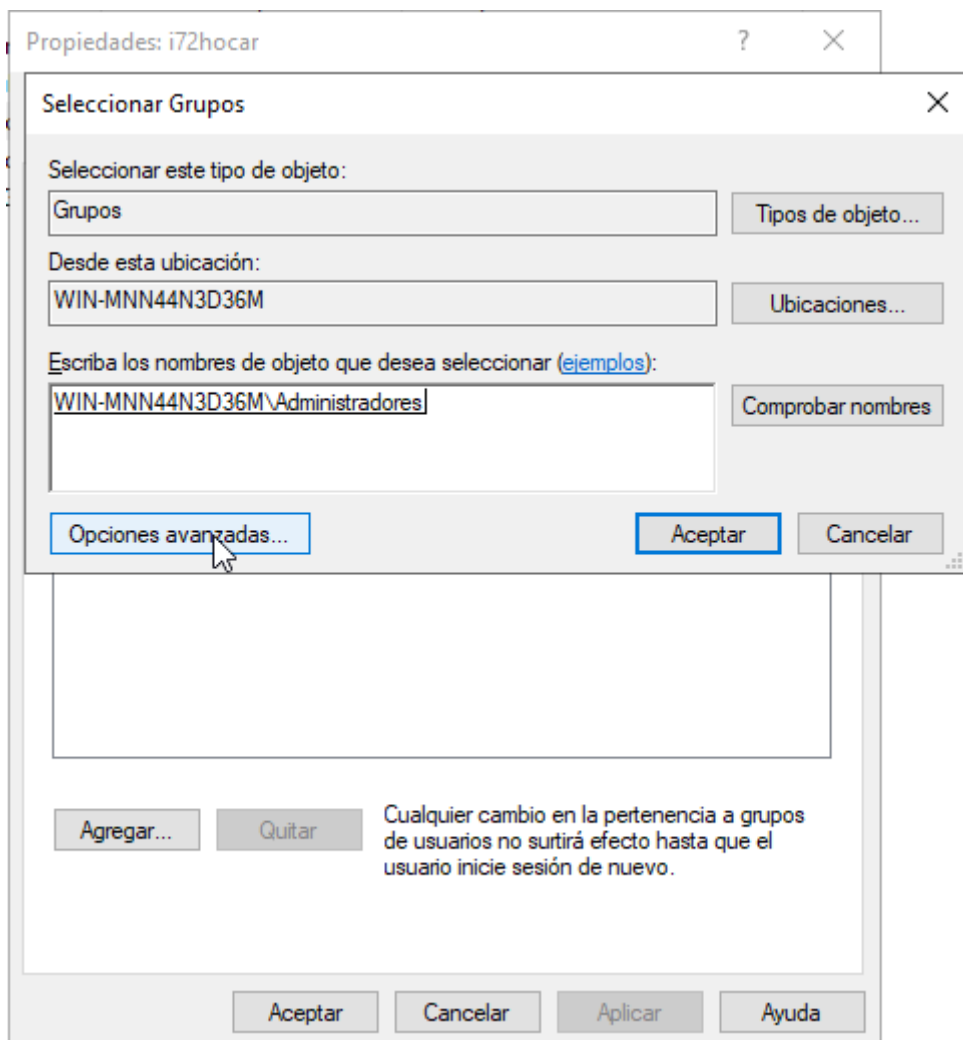 Propiedades: i72hocar
Seleccionar Grupos
Seleccionar este tipo de objeto:
Grupos
Tipos de objeto...
Desde esta ubicación:
WIN-MNN44N3D36M
Ubicaciones...
Escriba los nombres de objeto que desea seleccionar (ejemplos):
WIN-MNN44N3D36M\Administradores
Comprobar nombres
Opciones avanzadas...
Aceptar
Cancelar
Agregar...
Quitar
Cualquier cambio en la pertenencia a grupos
de usuarios no surtirá efecto hasta que el
usuario inicie sesión de nuevo.
Aceptar
Cancelar
Aplicar
Ayuda